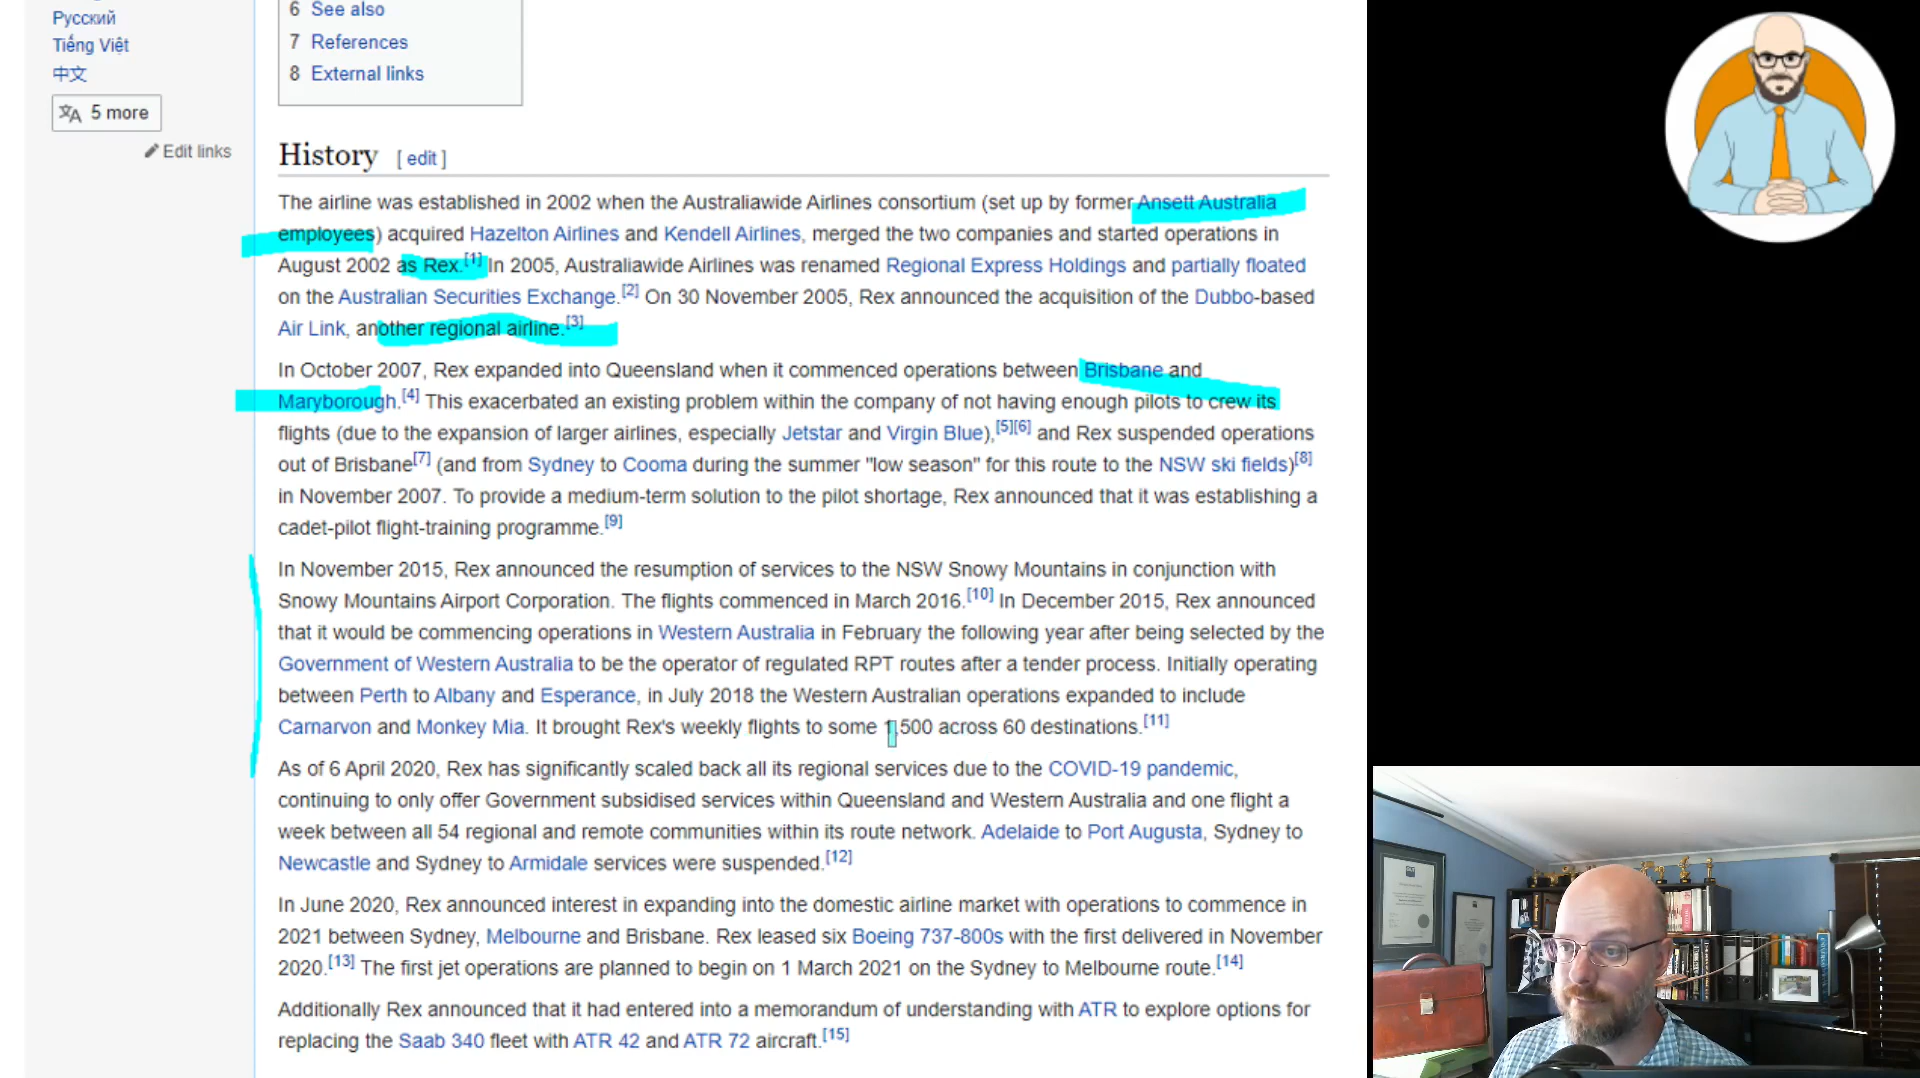 Русский
Tiếng Việt
中文
5 more
Edit links
6 See also
7 References
8 External links
History [ edit ]
The airline was established in 2002 when the Australiawide Airlines consortium (set up by former Ansett Australia
employees) acquired Hazelton Airlines and Kendell Airlines, merged the two companies and started operations in
August 2002 as Rex.[1] In 2005, Australiawide Airlines was renamed Regional Express Holdings and partially floated
on the Australian Securities Exchange.[2] On 30 November 2005, Rex announced the acquisition of the Dubbo-based
Air Link, another regional airline.[3]
In October 2007, Rex expanded into Queensland when it commenced operations between Brisbane and
Maryborough.[4] This exacerbated an existing problem within the company of not having enough pilots to crew its
flights (due to the expansion of larger airlines, especially Jetstar and Virgin Blue),[5][6] and Rex suspended operations
out of Brisbane[7] (and from Sydney to Cooma during the summer "low season" for this route to the NSW ski fields)[8]
in November 2007. To provide a medium-term solution to the pilot shortage, Rex announced that it was establishing a
cadet-pilot flight-training programme.[9]
In November 2015, Rex announced the resumption of services to the NSW Snowy Mountains in conjunction with
Snowy Mountains Airport Corporation. The flights commenced in March 2016.[10] In December 2015, Rex announced
that it would be commencing operations in Western Australia in February the following year after being selected by the
Government of Western Australia to be the operator of regulated RPT routes after a tender process. Initially operating
between Perth to Albany and Esperance, in July 2018 the Western Australian operations expanded to include
Carnarvon and Monkey Mia. It brought Rex's weekly flights to some 1,500 across 60 destinations.[11]
As of 6 April 2020, Rex has significantly scaled back all its regional services due to the COVID-19 pandemic,
continuing to only offer Government subsidised services within Queensland and Western Australia and one flight a
week between all 54 regional and remote communities within its route network. Adelaide to Port Augusta, Sydney to
Newcastle and Sydney to Armidale services were suspended.[12]
In June 2020, Rex announced interest in expanding into the domestic airline market with operations to commence in
2021 between Sydney, Melbourne and Brisbane. Rex leased six Boeing 737-800s with the first delivered in November
2020.[13] The first jet operations are planned to begin on 1 March 2021 on the Sydney to Melbourne route.[14]
Additionally Rex announced that it had entered into a memorandum of understanding with ATR to explore options for
replacing the Saab 340 fleet with ATR 42 and ATR 72 aircraft.[15]